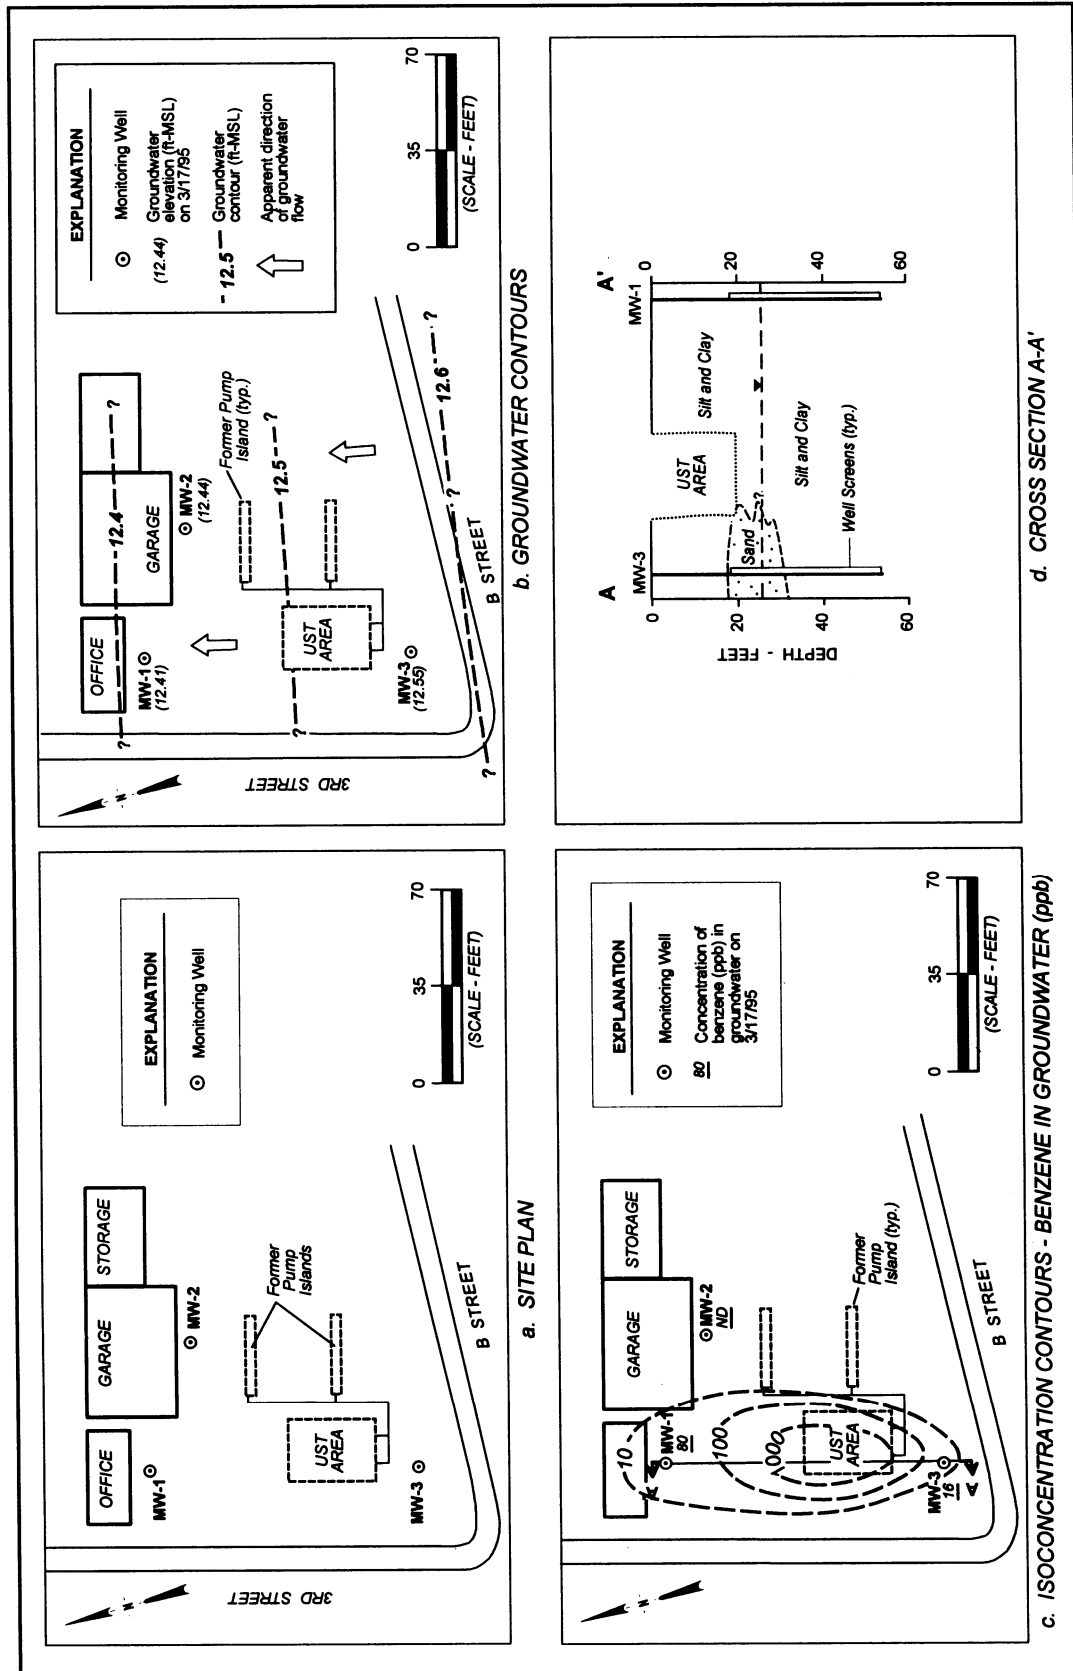 EXPLANATION
Monitoring Well
OFFICE
GARAGE
STORAGE
MW-1
MW-2
Former
Pump
Islands
UST
AREA
MW-3
3RD STREET
B STREET
N
0 35 70
(SCALE - FEET)
a. SITE PLAN
EXPLANATION
Monitoring Well
(12.44) Groundwater
elevation (ft-MSL)
on 3/17/95
- 12.5 — Groundwater
contour (ft-MSL)
Apparent direction
of groundwater
flow
OFFICE
GARAGE
? 12.4 ?
MW-1
(12.41)
MW-2
(12.44)
Former Pump
Island (typ.)
? 12.5 ?
UST
AREA
MW-3
(12.55)
? ? 12.6 ?
3RD STREET
B STREET
N
0 35 70
(SCALE - FEET)
b. GROUNDWATER CONTOURS
EXPLANATION
Monitoring Well
80 Concentration of
benzene (ppb) in
groundwater on
3/17/95
GARAGE
STORAGE
10
MW-1
80
MW-2
ND
100
UST
AREA
Former
Pump
Island (typ.)
MW-3
16
A
3RD STREET
B STREET
N
0 35 70
(SCALE - FEET)
c. ISOCONCENTRATION CONTOURS - BENZENE IN GROUNDWATER (ppb)
A
A'
MW-3
MW-1
0
20
40
60
0
20
40
60
DEPTH - FEET
UST
AREA
Silt and Clay
Sand
?
Silt and Clay
Well Screens (typ.)
d. CROSS SECTION A-A'